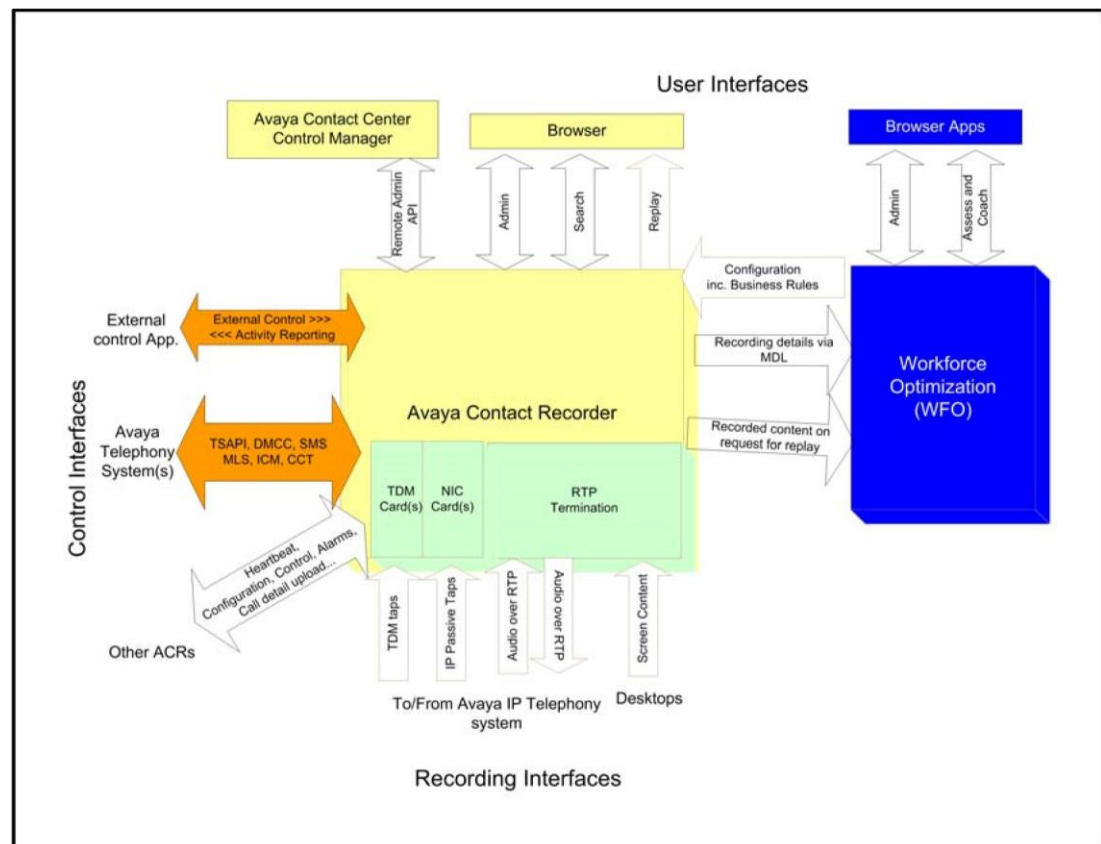 User Interfaces
Avaya Contact Center
Control Manager
Browser
Browser Apps
Remote Admin
API
Admin
Search
Replay
Admin
Assess and
Coach
Configuration
inc. Business Rules
External
control App.
External Control >>>
<<< Activity Reporting
Recording details via
MDL
Workforce
Optimization
(WFO)
Avaya Contact Recorder
Recorded content on
request for replay
Control Interfaces
Avaya
Telephony
System(s)
TSAPI, DMCC, SMS
MLS, ICM, CCT
TDM
Card(s)
NIC
Card(s)
RTP
Termination
Heartbeat,
Configuration, Control, Alarms,
Call detail upload...
Other ACRs
TDM taps
IP Passive Taps
Audio over RTP
Audio over RTP
Screen Content
To/From Avaya IP Telephony
system
Desktops
Recording Interfaces